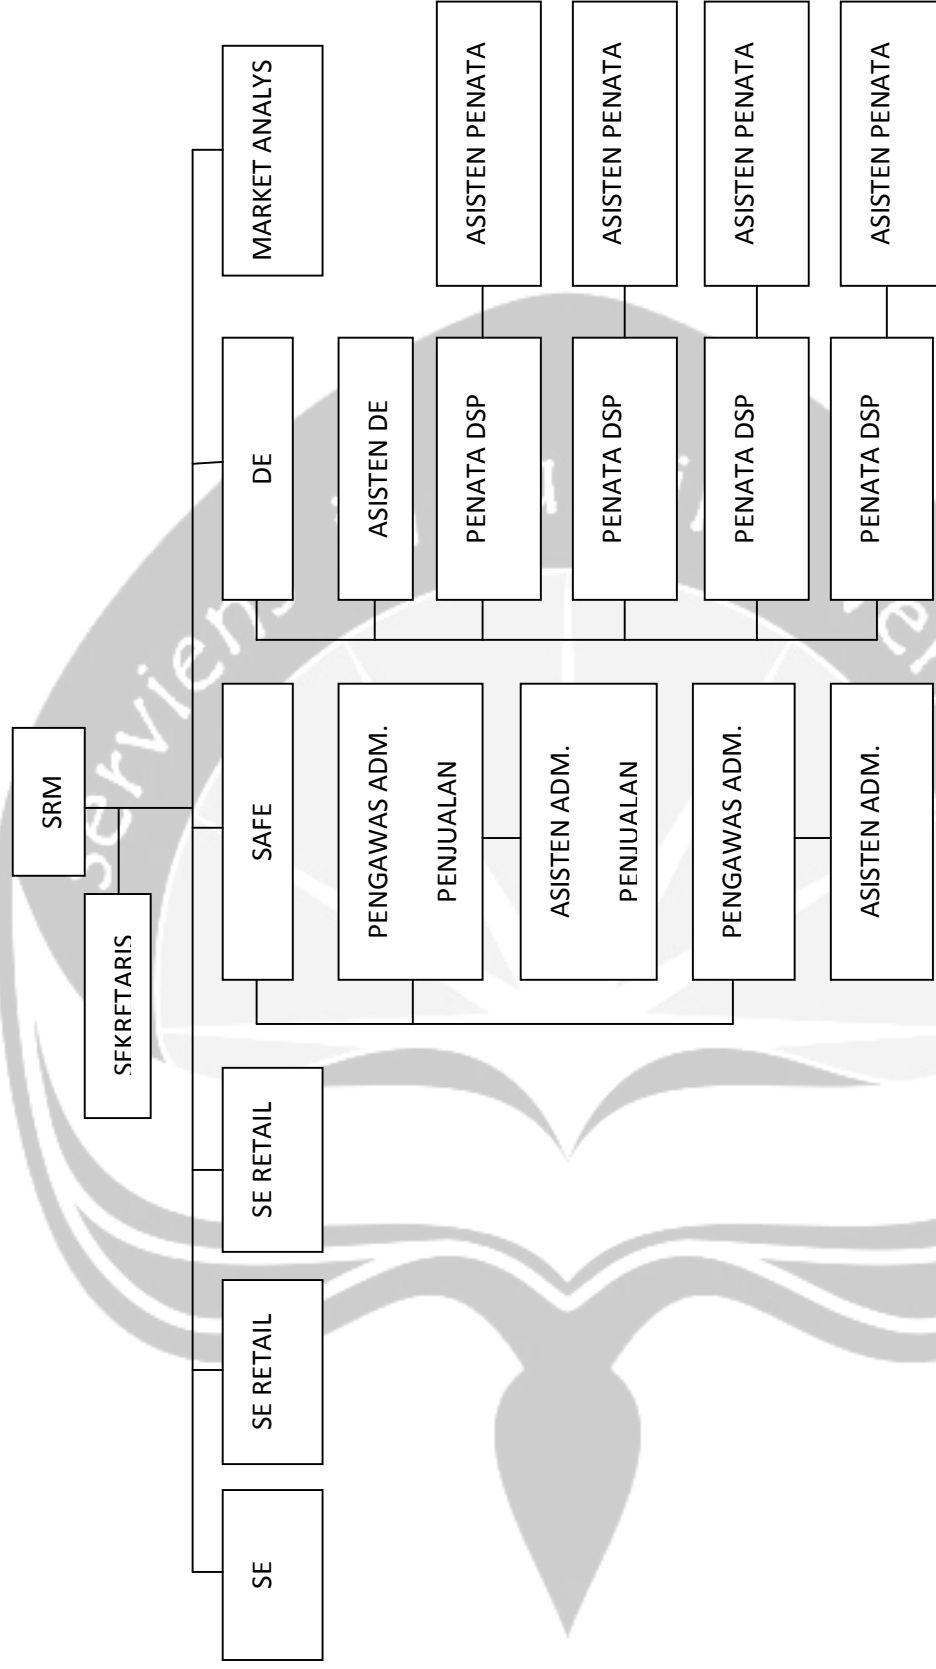 SRM
SEKRETARIS
SE
SE RETAIL
SE RETAIL
SAFE
DE
MARKET ANALYS
PENGAWAS ADM.
PENJUALAN
ASISTEN ADM.
PENJUALAN
PENGAWAS ADM.
ASISTEN ADM.
ASISTEN DE
PENATA DSP
ASISTEN PENATA
PENATA DSP
ASISTEN PENATA
PENATA DSP
ASISTEN PENATA
PENATA DSP
ASISTEN PENATA
serviens